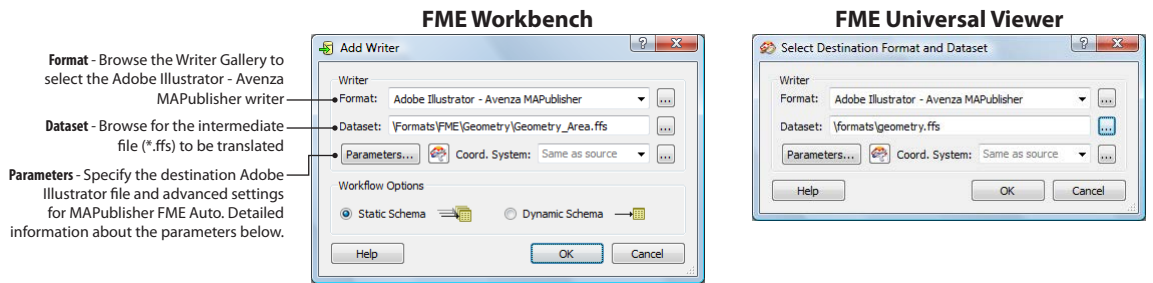 FME Workbench
FME Universal Viewer
Format - Browse the Writer Gallery to
select the Adobe Illustrator - Avenza
MAPublisher writer
Dataset - Browse for the intermediate
file (*.ffs) to be translated
Parameters - Specify the destination Adobe
Illustrator file and advanced settings
for MAPublisher FME Auto. Detailed
information about the parameters below.
Add Writer
Writer
Format: Adobe Illustrator - Avenza MAPublisher ...
Dataset: \Formats\FME\Geometry\Geometry_Area.ffs ...
Parameters... Coord. System: Same as source ...
Workflow Options
Static Schema Dynamic Schema
Help OK Cancel
Select Destination Format and Dataset
Writer
Format: Adobe Illustrator - Avenza MAPublisher ...
Dataset: \formats\geometry.ffs ...
Parameters... Coord. System: Same as source ...
Help OK Cancel